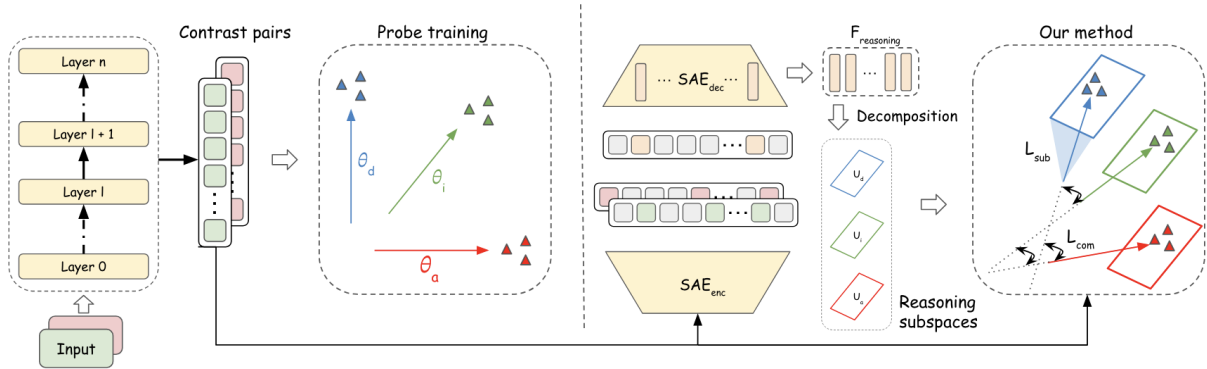 Contrast pairs
Probe training
Layer n
Layer l + 1
Layer l
Layer 0
Input
θd
θi
θa
SAEdec
... ...
Freasoning
...
Decomposition
...
...
...
SAEenc
Ud
Ui
Ua
Reasoning
subspaces
Our method
Lsub
Lcom